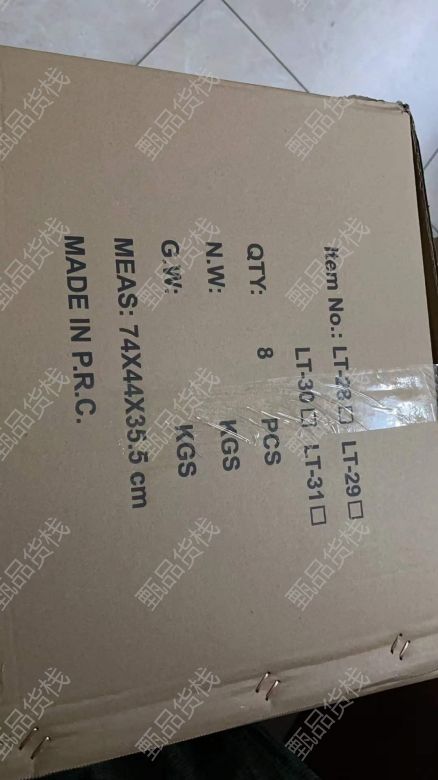 Item No.: LT-28□ LT-29□
LT-30□ LT-31□
QTY: 8 PCS
N.W: KGS
G.W: KGS
MEAS: 74X44X35.5 cm
MADE IN P.R.C.
甄品货栈